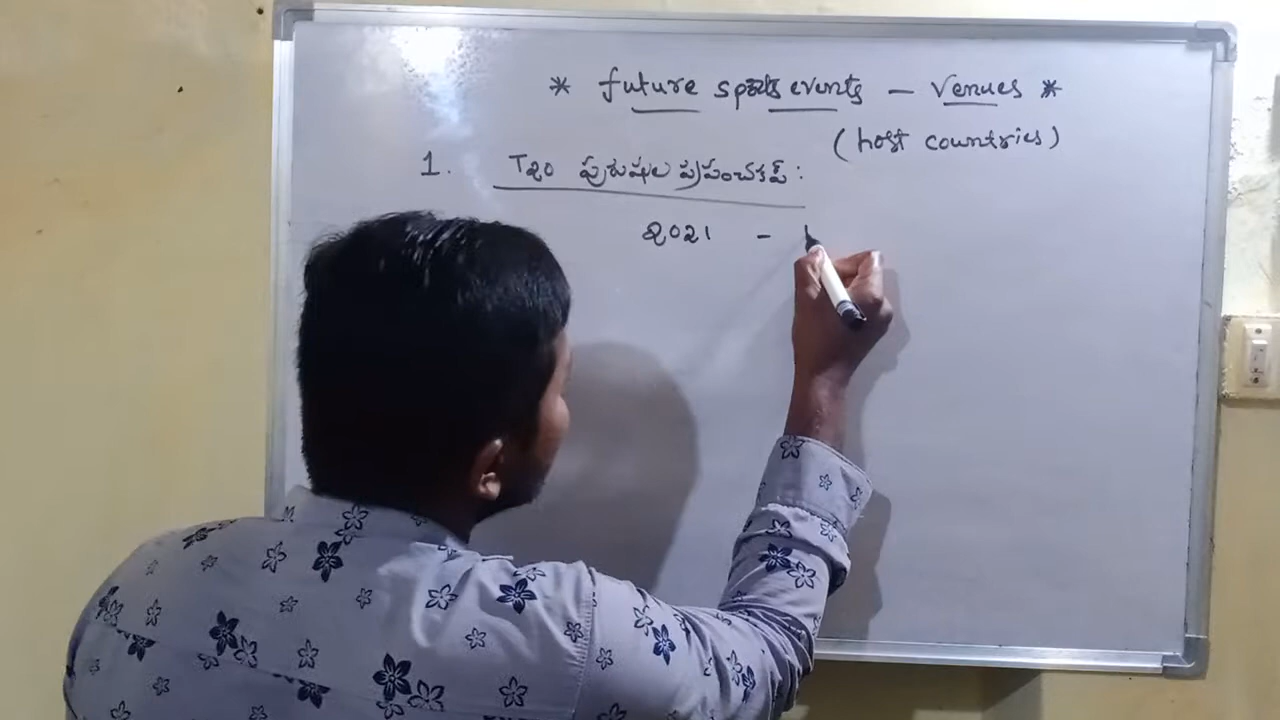 * future sports events - Venues *
(host countries)
1. T20 పురుషుల ప్రపంచకప్ :
2021 -